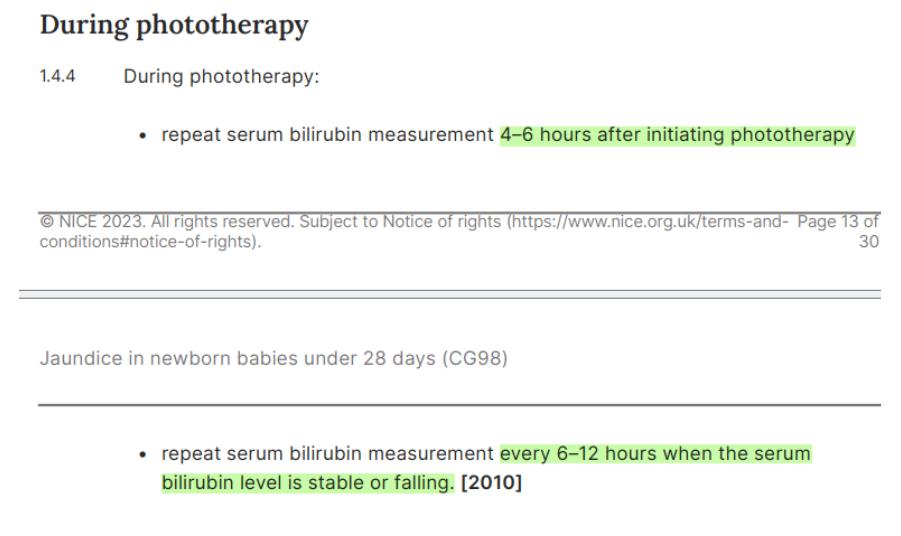 During phototherapy
1.4.4 During phototherapy:
• repeat serum bilirubin measurement 4–6 hours after initiating phototherapy
© NICE 2023. All rights reserved. Subject to Notice of rights (https://www.nice.org.uk/terms-and- Page 13 of
conditions#notice-of-rights). 30
Jaundice in newborn babies under 28 days (CG98)
• repeat serum bilirubin measurement every 6–12 hours when the serum
bilirubin level is stable or falling. [2010]